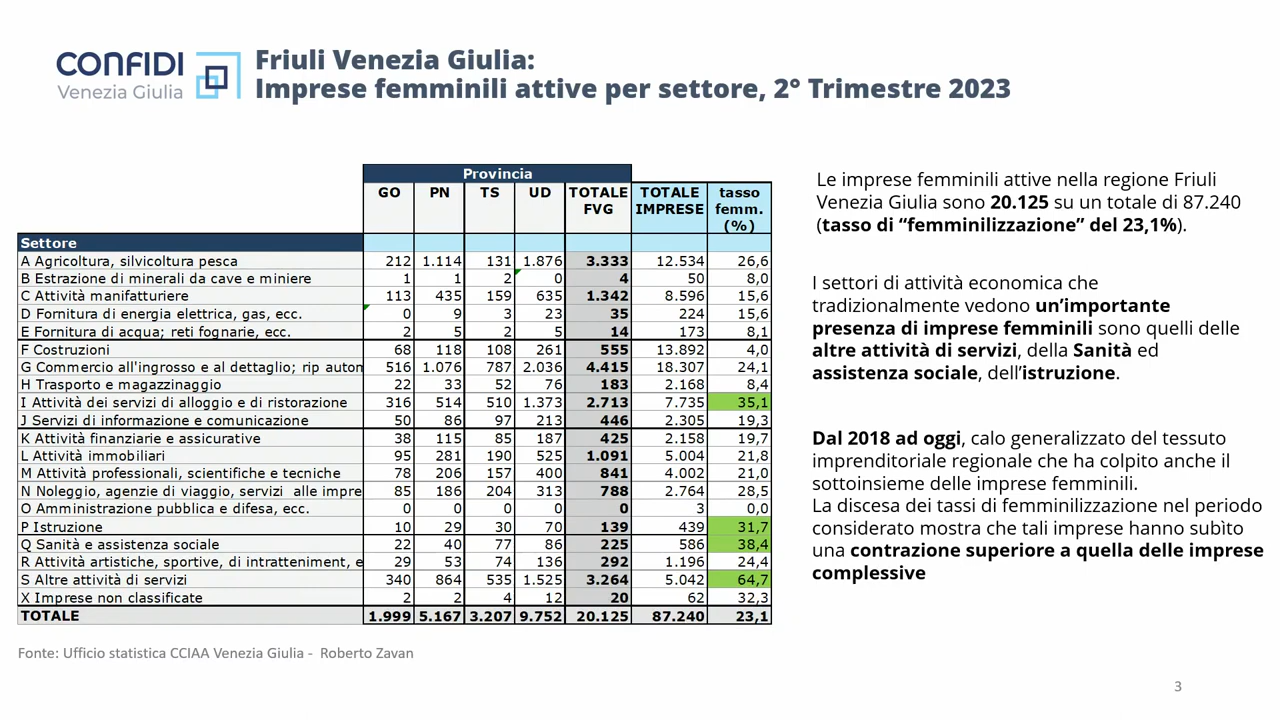 CONFIDI
Venezia Giulia
Friuli Venezia Giulia:
Imprese femminili attive per settore, 2° Trimestre 2023
Provincia
GO PN TS UD TOTALE FVG TOTALE IMPRESE tasso femm. (%)
Settore
A Agricoltura, silvicoltura pesca 212 1.114 131 1.876 3.333 12.534 26,6
B Estrazione di minerali da cave e miniere 1 1 2 0 4 50 8,0
C Attività manifatturiere 113 435 159 635 1.342 8.596 15,6
D Fornitura di energia elettrica, gas, ecc. 0 9 3 23 35 224 15,6
E Fornitura di acqua; reti fognarie, ecc. 2 5 2 5 14 173 8,1
F Costruzioni 68 118 108 261 555 13.892 4,0
G Commercio all'ingrosso e al dettaglio; rip autom 516 1.076 787 2.036 4.415 18.307 24,1
H Trasporto e magazzinaggio 22 33 52 76 183 2.168 8,4
I Attività dei servizi di alloggio e di ristorazione 316 514 510 1.373 2.713 7.735 35,1
J Servizi di informazione e comunicazione 50 86 97 213 446 2.305 19,3
K Attività finanziarie e assicurative 38 115 85 187 425 2.158 19,7
L Attività immobiliari 95 281 190 525 1.091 5.004 21,8
M Attività professionali, scientifiche e tecniche 78 206 157 400 841 4.002 21,0
N Noleggio, agenzie di viaggio, servizi alle impre 85 186 204 313 788 2.764 28,5
O Amministrazione pubblica e difesa, ecc. 0 0 0 0 0 3 0,0
P Istruzione 10 29 30 70 139 439 31,7
Q Sanità e assistenza sociale 22 40 77 86 225 586 38,4
R Attività artistiche, sportive, di intratteniment, e 29 53 74 136 292 1.196 24,4
S Altre attività di servizi 340 864 535 1.525 3.264 5.042 64,7
X Imprese non classificate 2 2 4 12 20 62 32,3
TOTALE 1.999 5.167 3.207 9.752 20.125 87.240 23,1
Fonte: Ufficio statistica CCIAA Venezia Giulia - Roberto Zavan
Le imprese femminili attive nella regione Friuli
Venezia Giulia sono 20.125 su un totale di 87.240
(tasso di “femminilizzazione” del 23,1%).
I settori di attività economica che
tradizionalmente vedono un’importante
presenza di imprese femminili sono quelli delle
altre attività di servizi, della Sanità ed
assistenza sociale, dell’istruzione.
Dal 2018 ad oggi, calo generalizzato del tessuto
imprenditoriale regionale che ha colpito anche il
sottoinsieme delle imprese femminili.
La discesa dei tassi di femminilizzazione nel periodo
considerato mostra che tali imprese hanno subìto
una contrazione superiore a quella delle imprese
complessive
3